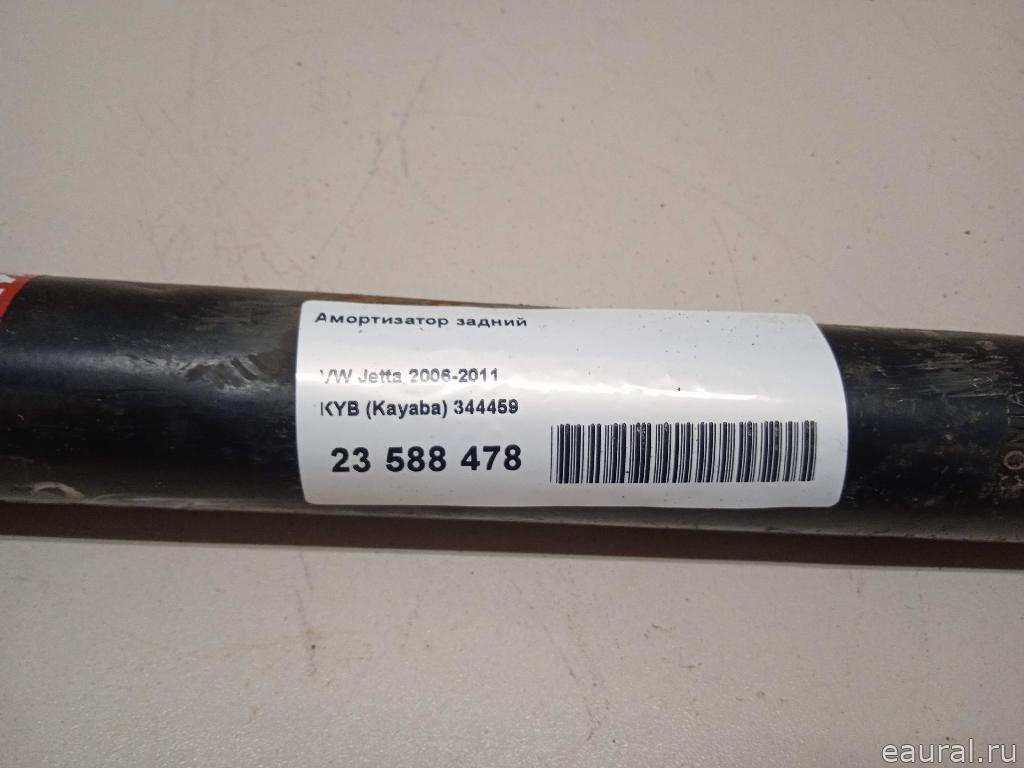 Амортизатор задний
VW Jetta 2006-2011
KYB (Kayaba) 344459
23 588 478
eaural.ru